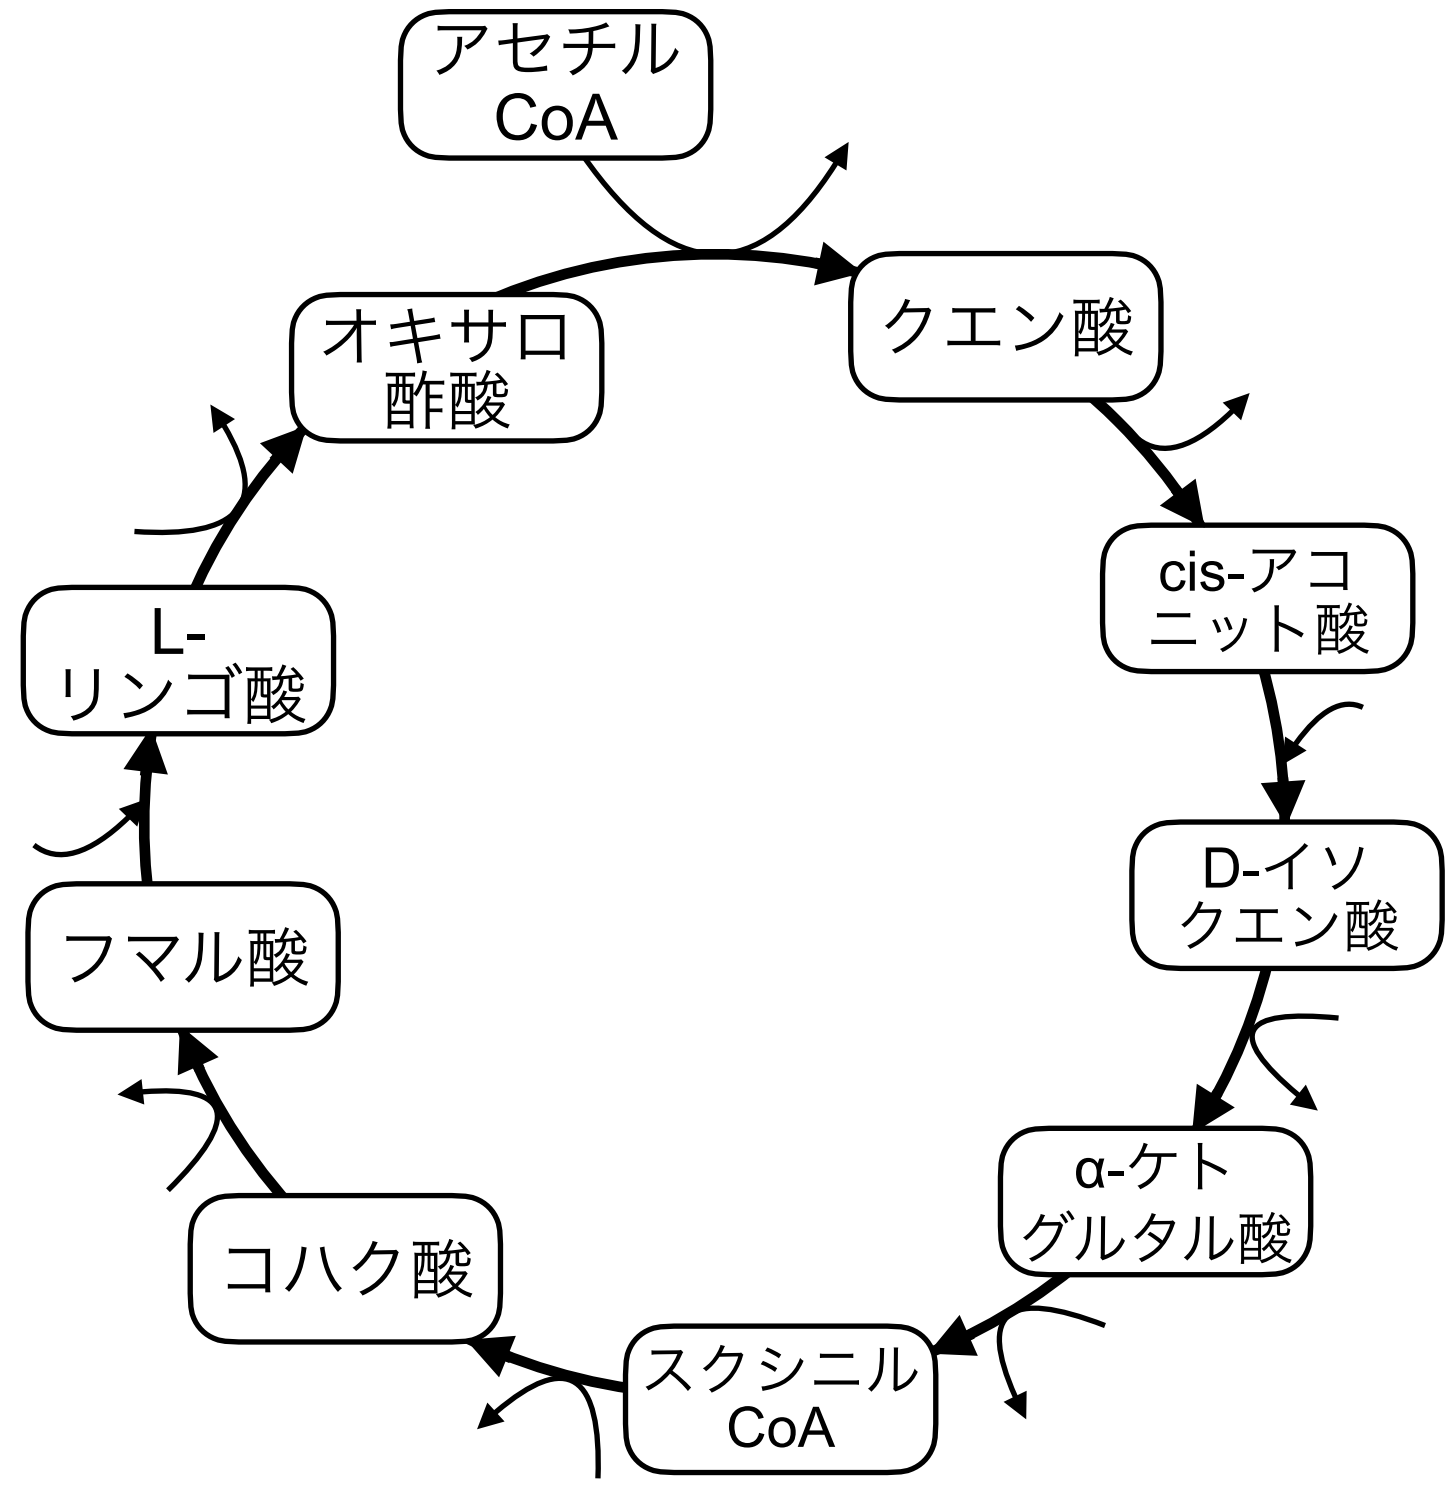 アセチル
CoA
クエン酸
オキサロ
酢酸
cis-アコ
ニット酸
L-
リンゴ酸
D-イソ
クエン酸
フマル酸
α-ケト
グルタル酸
コハク酸
スクシニル
CoA